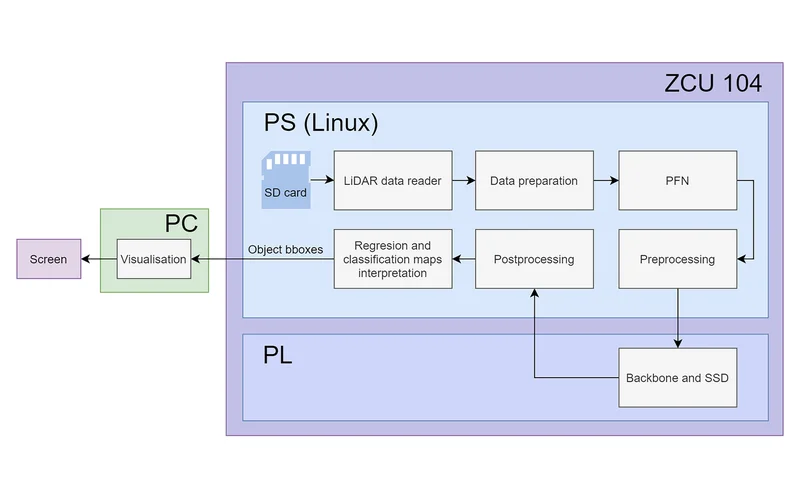 ZCU 104
PS (Linux)
SD card
LiDAR data reader
Data preparation
PFN
PC
Screen
Visualisation
Object bboxes
Regresion and
classification maps
interpretation
Postprocessing
Preprocessing
PL
Backbone and SSD